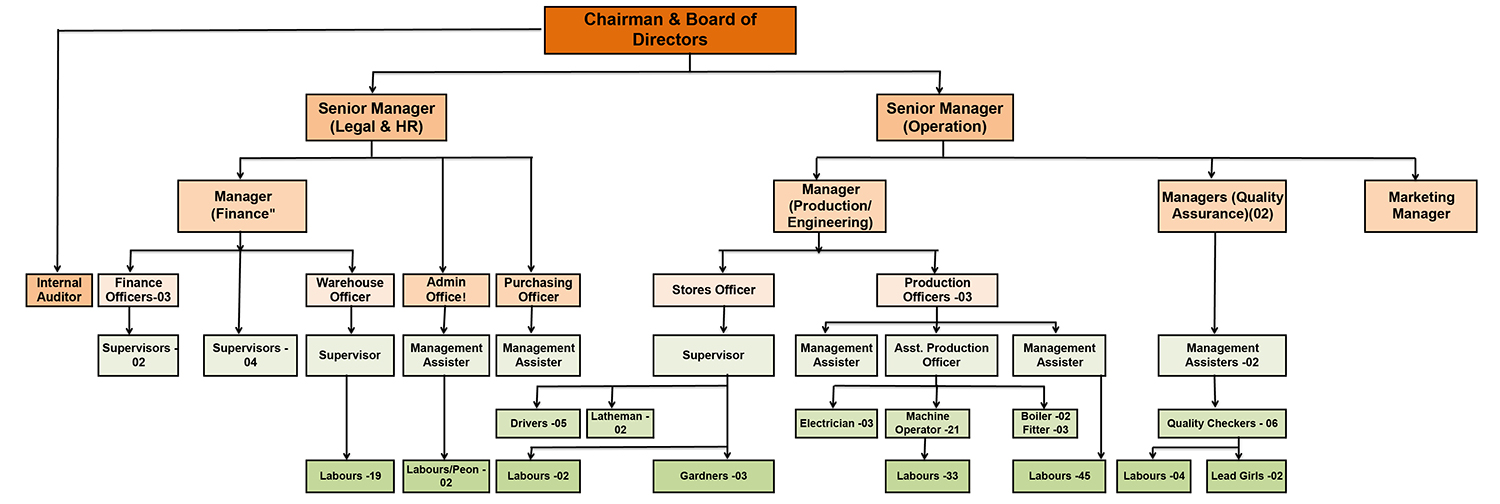 Chairman & Board of
Directors
Senior Manager
(Legal & HR)
Senior Manager
(Operation)
Manager
(Finance"
Manager
(Production/
Engineering)
Managers (Quality
Assurance)(02)
Marketing
Manager
Internal
Auditor
Finance
Officers-03
Warehouse
Officer
Admin
Office!
Purchasing
Officer
Stores Officer
Production
Officers -03
Supervisors -
02
Supervisors -
04
Supervisor
Management
Assister
Management
Assister
Supervisor
Management
Assister
Asst. Production
Officer
Management
Assister
Management
Assisters -02
Drivers -05
Latheman -
02
Electrician -03
Machine
Operator -21
Boiler -02
Fitter -03
Quality Checkers - 06
Labours -19
Labours/Peon -
02
Labours -02
Gardners -03
Labours -33
Labours -45
Labours -04
Lead Girls -02